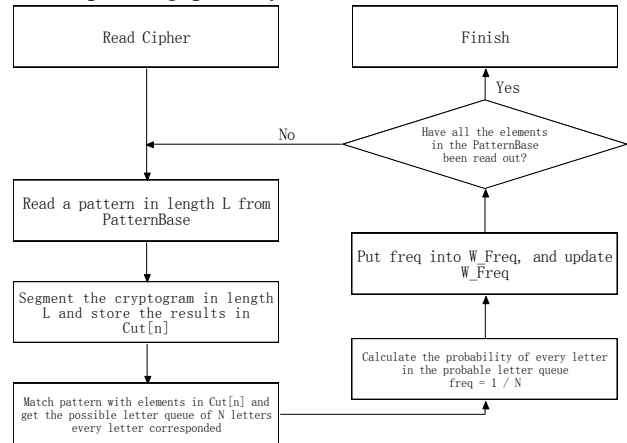 Read Cipher
Finish
Yes
Have all the elements
in the PatternBase
been read out?
No
Read a pattern in length L from
PatternBase
Put freq into W_Freq, and update
W_Freq
Segment the cryptogram in length
L and store the results in
Cut[n]
Calculate the probability of every letter
in the probable letter queue
freq = 1 / N
Match pattern with elements in Cut[n] and
get the possible letter queue of N letters
every letter corresponded